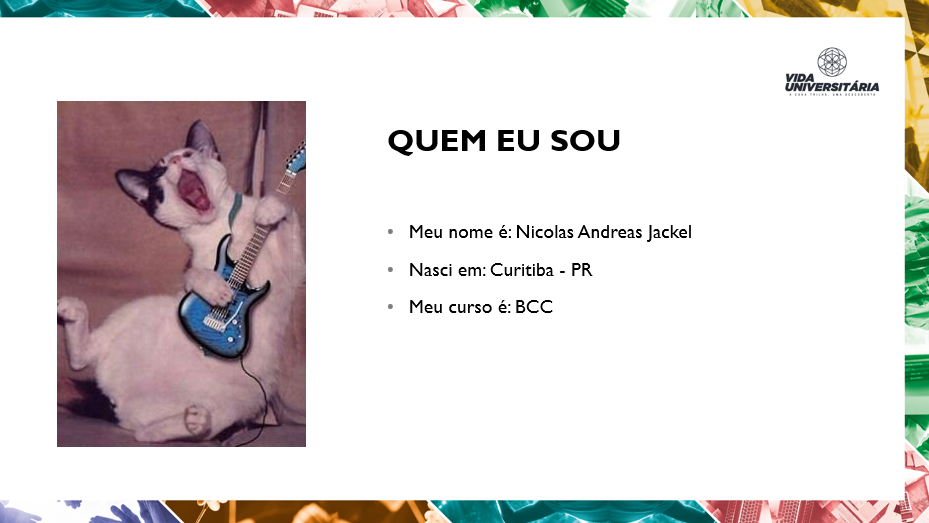 VIDA
UNIVERSITÁRIA
A CADA TRILHA, UMA DESCOBERTA
QUEM EU SOU
• Meu nome é: Nicolas Andreas Jackel
• Nasci em: Curitiba - PR
• Meu curso é: BCC